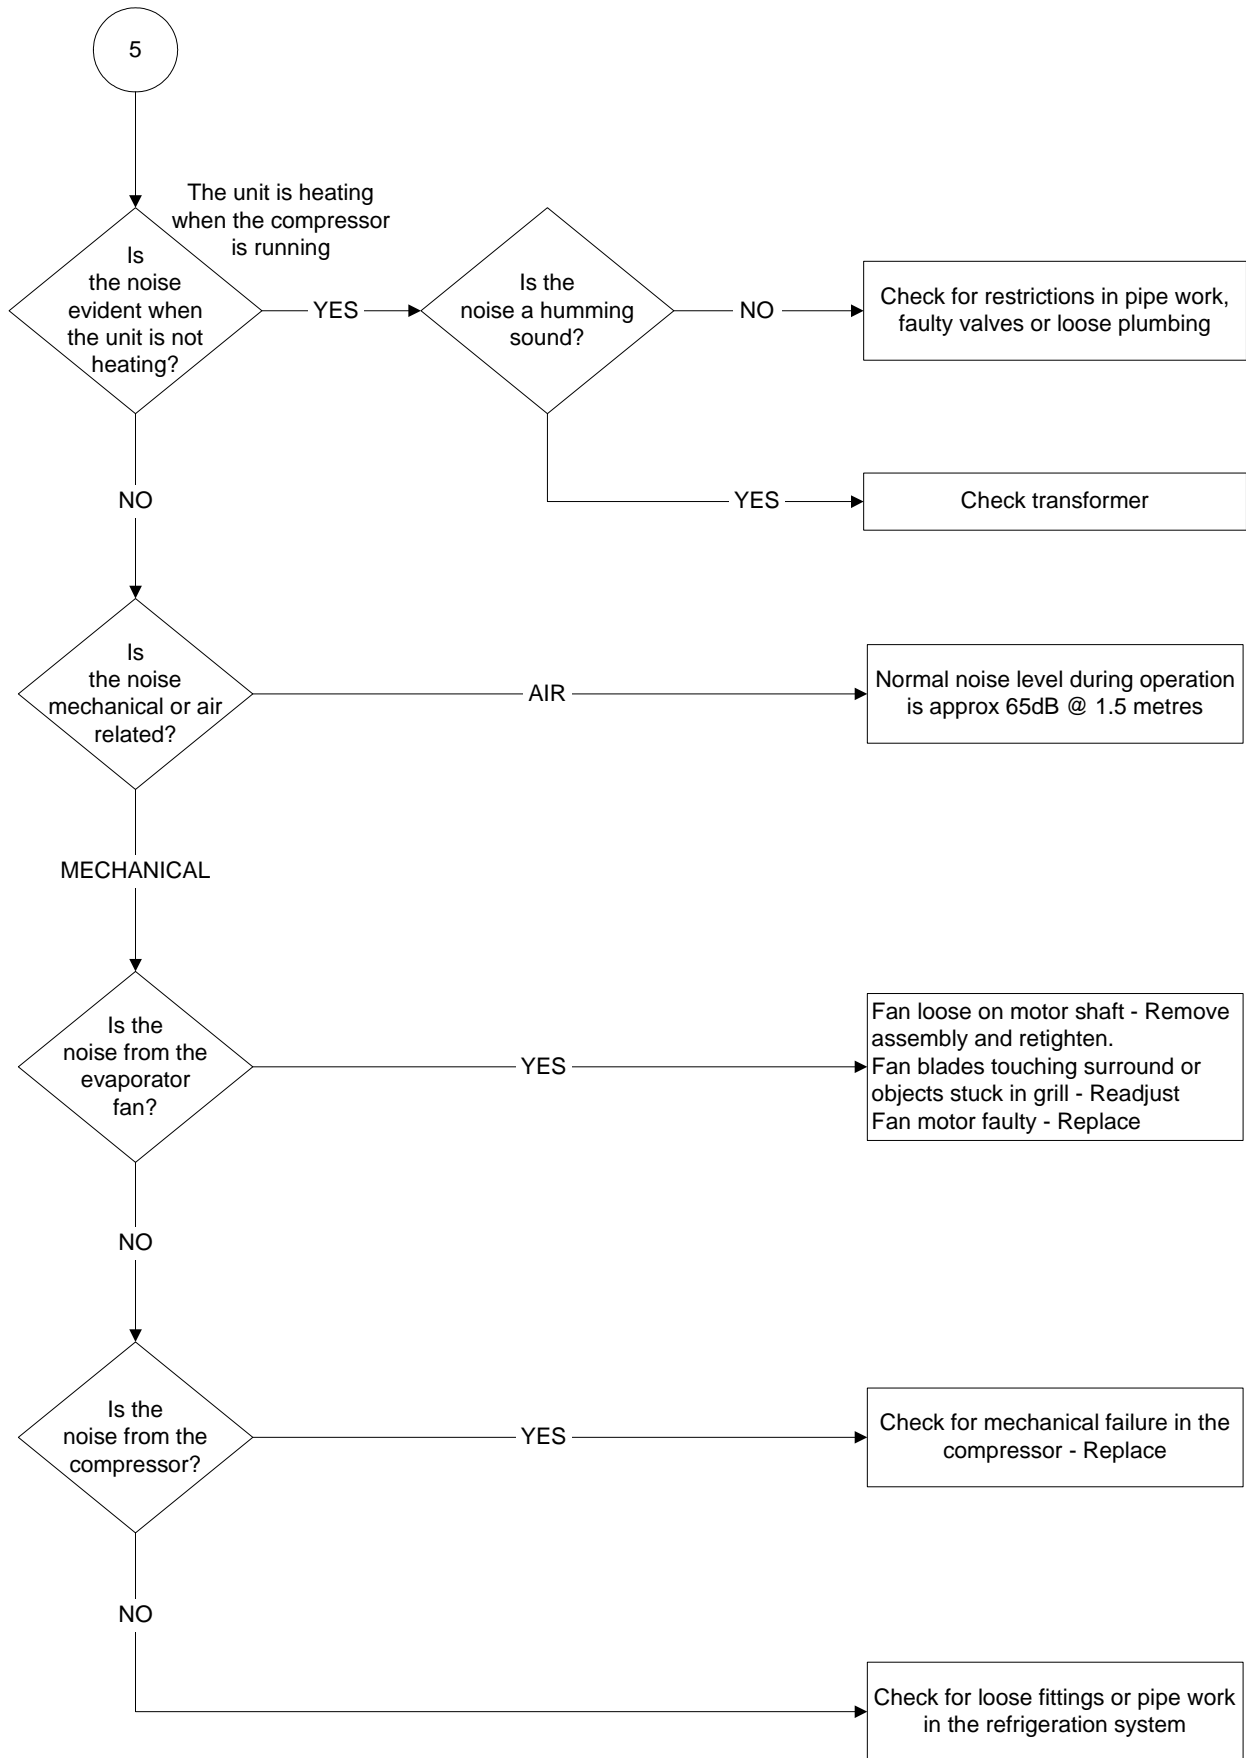 5
The unit is heating
when the compressor
is running
Is
the noise
evident when
the unit is not
heating?
YES
Is the
noise a humming
sound?
NO
Check for restrictions in pipe work,
faulty valves or loose plumbing
NO
YES
Check transformer
Is
the noise
mechanical or air
related?
AIR
Normal noise level during operation
is approx 65dB @ 1.5 metres
MECHANICAL
Is the
noise from the
evaporator
fan?
YES
Fan loose on motor shaft - Remove
assembly and retighten.
Fan blades touching surround or
objects stuck in grill - Readjust
Fan motor faulty - Replace
NO
Is the
noise from the
compressor?
YES
Check for mechanical failure in the
compressor - Replace
NO
Check for loose fittings or pipe work
in the refrigeration system